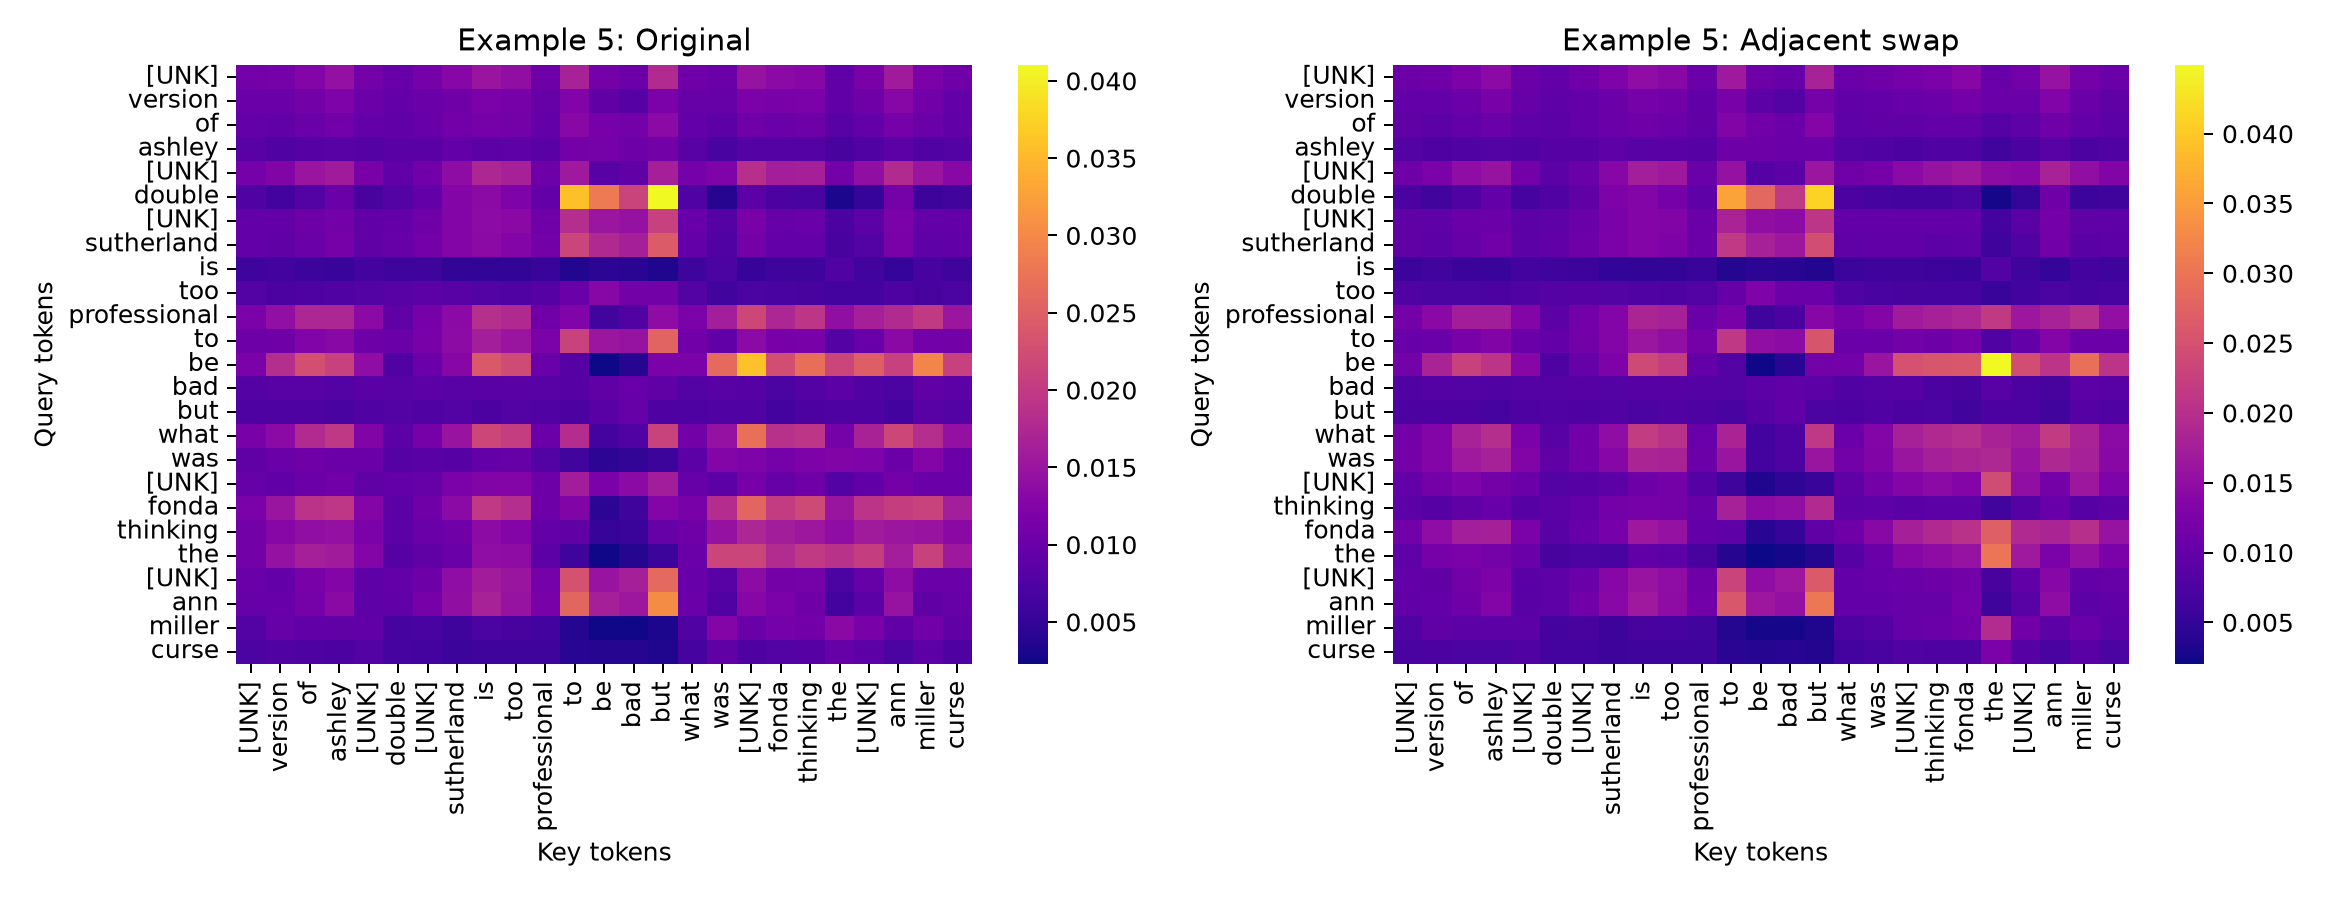 Example 5: Original
Query tokens
[UNK]
version
of
ashley
[UNK]
double
[UNK]
sutherland
is
too
professional
to
be
bad
but
what
was
[UNK]
fonda
thinking
the
[UNK]
ann
miller
curse
[UNK]
version
of
ashley
[UNK]
double
[UNK]
sutherland
is
too
professional
to
be
bad
but
what
was
[UNK]
fonda
thinking
the
[UNK]
ann
miller
curse
Key tokens
0.040
0.035
0.030
0.025
0.020
0.015
0.010
0.005
Example 5: Adjacent swap
Query tokens
[UNK]
version
of
ashley
[UNK]
double
[UNK]
sutherland
is
too
professional
to
be
bad
but
what
was
[UNK]
thinking
fonda
the
[UNK]
ann
miller
curse
[UNK]
version
of
ashley
[UNK]
double
[UNK]
sutherland
is
too
professional
to
be
bad
but
what
was
[UNK]
thinking
fonda
the
[UNK]
ann
miller
curse
Key tokens
0.040
0.035
0.030
0.025
0.020
0.015
0.010
0.005